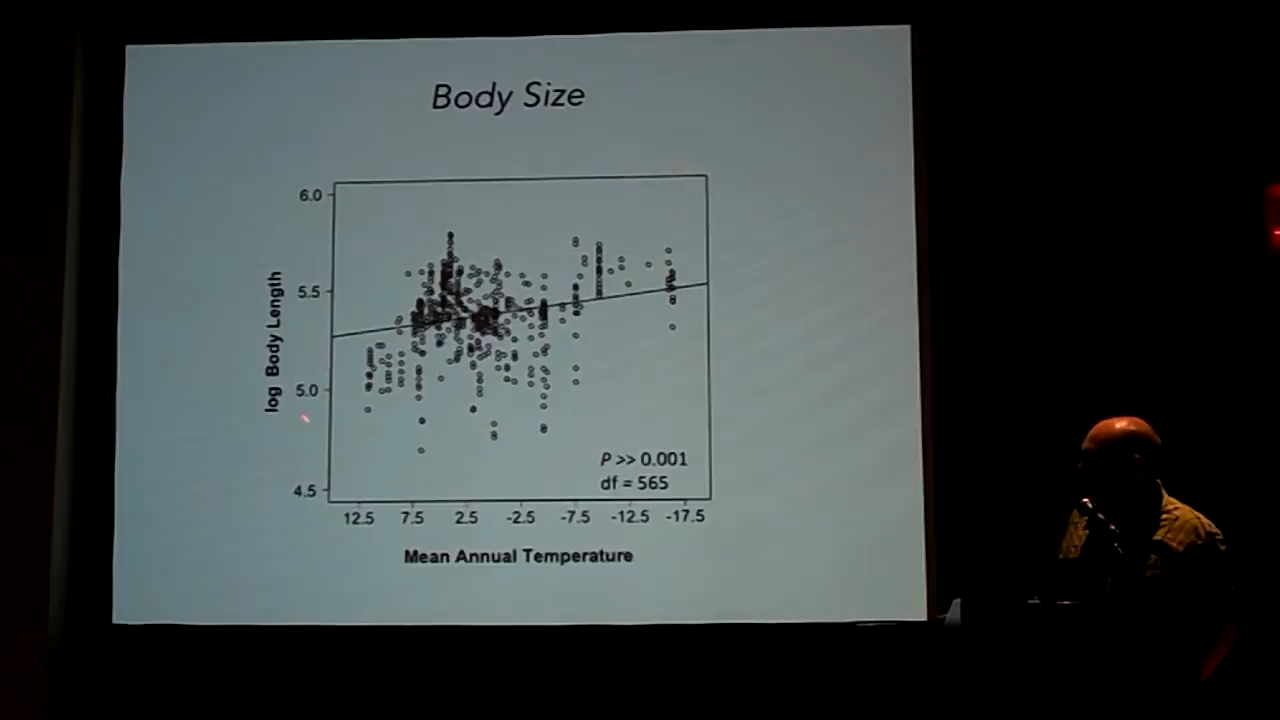 Body Size
6.0
5.5
5.0
4.5
log Body Length
P >> 0.001
df = 565
12.5 7.5 2.5 -2.5 -7.5 -12.5 -17.5
Mean Annual Temperature